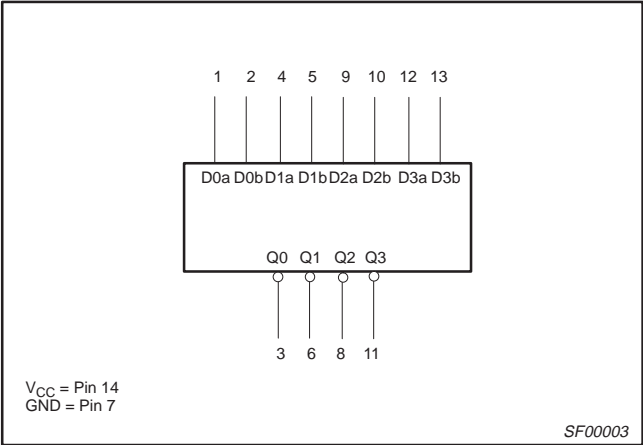 1 2 4 5 9 10 12 13
D0a D0b D1a D1b D2a D2b D3a D3b
Q0 Q1 Q2 Q3
3 6 8 11
VCC = Pin 14
GND = Pin 7
SF00003